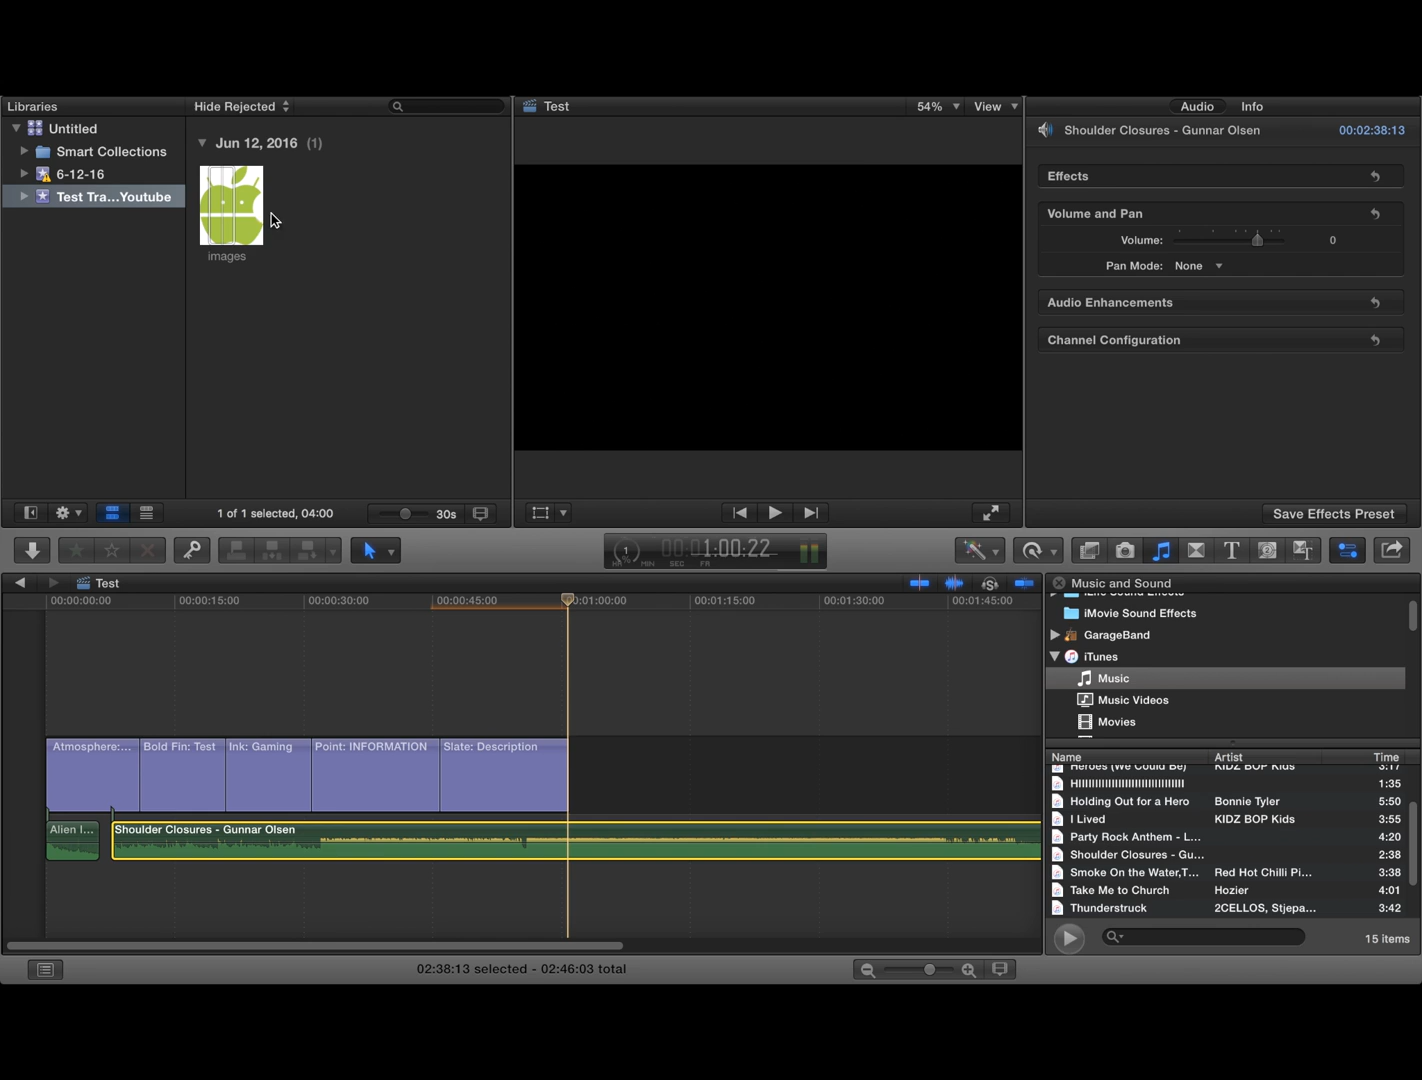 Libraries
Hide Rejected
Test
54%
View
Audio
Info
Untitled
Smart Collections
6-12-16
Test Tra...Youtube
Jun 12, 2016 (1)
images
Shoulder Closures - Gunnar Olsen
00:02:38:13
Effects
Volume and Pan
Volume:
0
Pan Mode: None
Audio Enhancements
Channel Configuration
1 of 1 selected, 04:00
30s
Save Effects Preset
1
00:0 1:00:22
HR MIN SEC FR
Test
Music and Sound
00:00:00:00
00:00:15:00
00:00:30:00
00:00:45:00
0:01:00:00
00:01:15:00
00:01:30:00
00:01:45:00
iLife Sound Effects
iMovie Sound Effects
GarageBand
iTunes
Music
Music Videos
Movies
Atmosphere:...
Bold Fin: Test
Ink: Gaming
Point: INFORMATION
Slate: Description
Alien I...
Shoulder Closures - Gunnar Olsen
Name Artist Time
Heroes (We Could Be) KIDZ BOP Kids 3:17
1:35
Holding Out for a Hero Bonnie Tyler 5:50
I Lived KIDZ BOP Kids 3:55
Party Rock Anthem - L... 4:20
Shoulder Closures - Gu... 2:38
Smoke On the Water,T... Red Hot Chilli Pi... 3:38
Take Me to Church Hozier 4:01
Thunderstruck 2CELLOS, Stjepa... 3:42
15 items
02:38:13 selected - 02:46:03 total